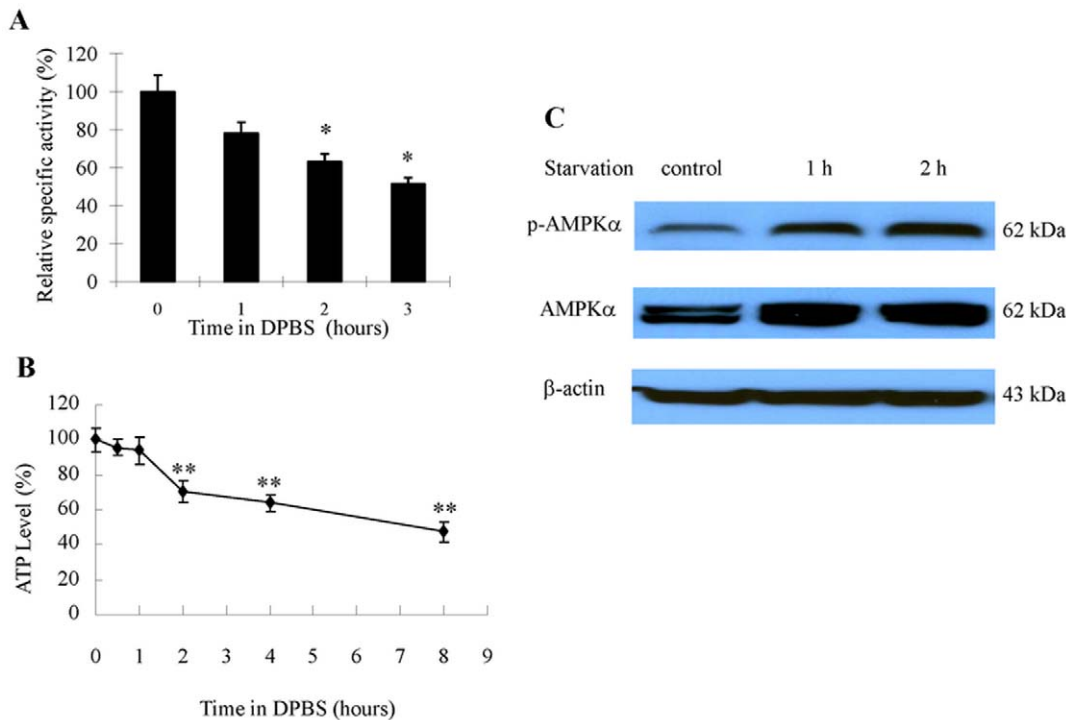 A
Relative specific activity (%)
120
100
80
60
40
20
0
*
*
0 1 2 3
Time in DPBS (hours)
B
ATP Level (%)
120
100
80
60
40
20
0
**
**
**
0 1 2 3 4 5 6 7 8 9
Time in DPBS (hours)
C
Starvation control 1 h 2 h
p-AMPKα 62 kDa
AMPKα 62 kDa
β-actin 43 kDa